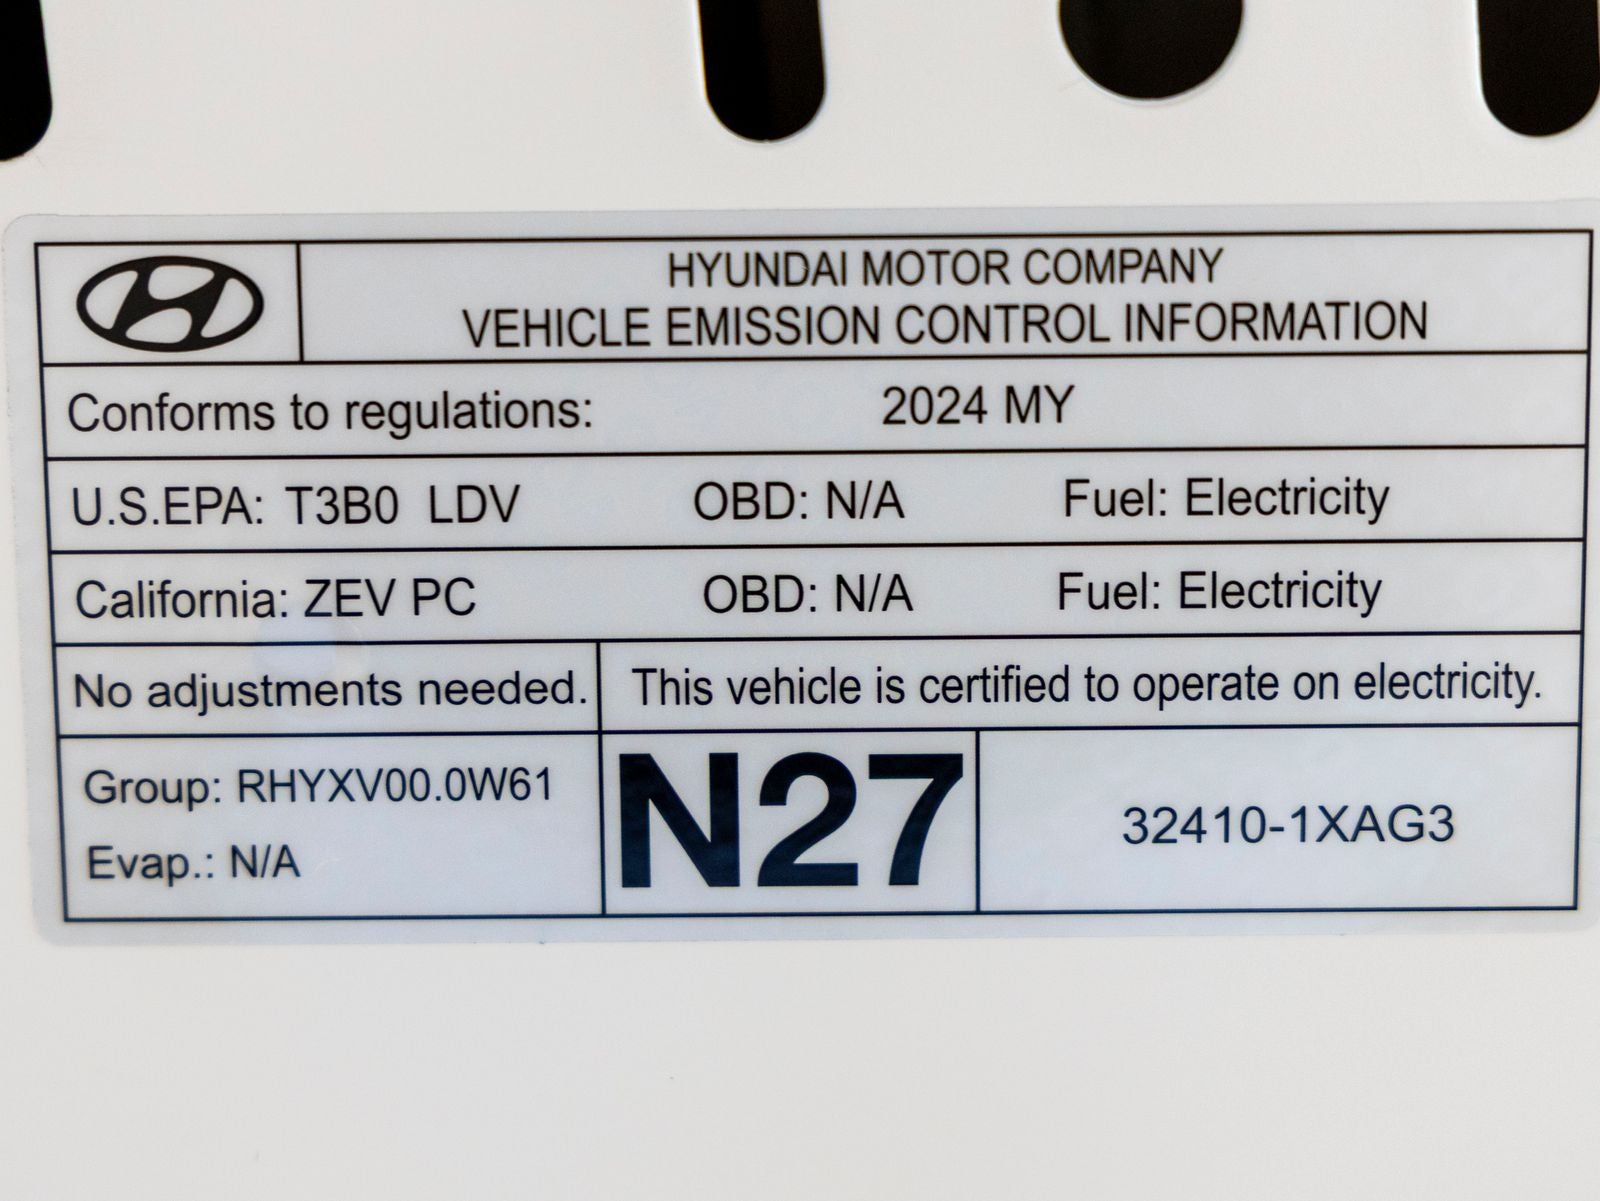 HYUNDAI MOTOR COMPANY
VEHICLE EMISSION CONTROL INFORMATION
Conforms to regulations: 2024 MY
U.S.EPA: T3B0 LDV OBD: N/A Fuel: Electricity
California: ZEV PC OBD: N/A Fuel: Electricity
No adjustments needed. This vehicle is certified to operate on electricity.
Group: RHYXV00.0W61
Evap.: N/A
N27
32410-1XAG3